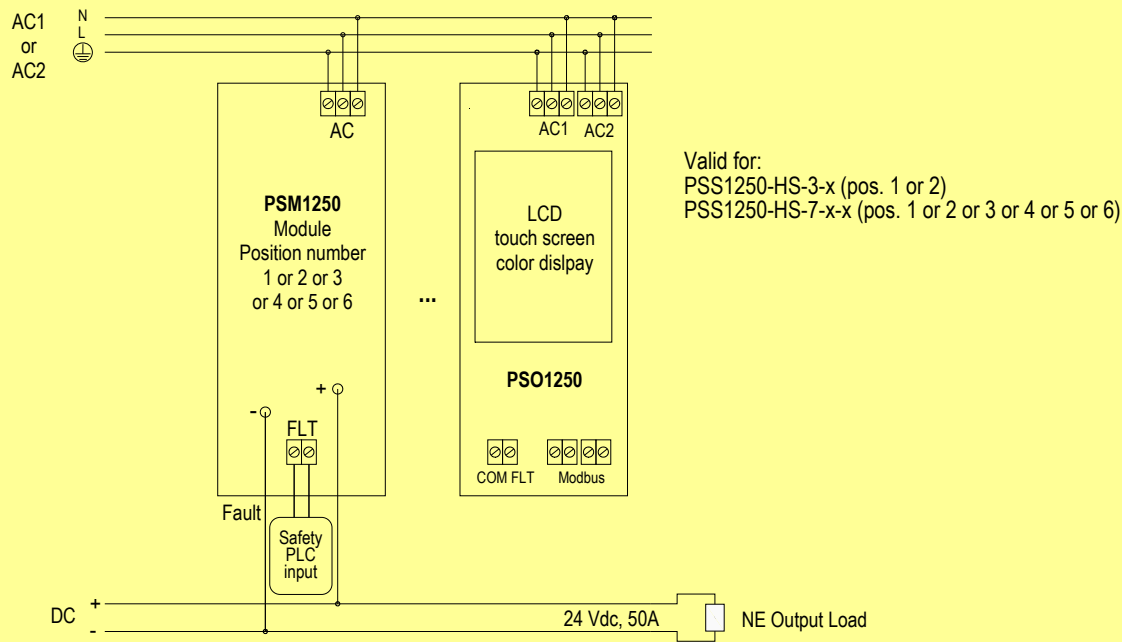 AC1
or
AC2
N
L
AC
AC1
AC2
PSM1250
Module
Position number
1 or 2 or 3
or 4 or 5 or 6
...
LCD
touch screen
color dislpay
PSO1250
Valid for:
PSS1250-HS-3-x (pos. 1 or 2)
PSS1250-HS-7-x-x (pos. 1 or 2 or 3 or 4 or 5 or 6)
+
-
FLT
COM FLT
Modbus
Fault
Safety
PLC
input
DC
+
-
24 Vdc, 50A
NE Output Load